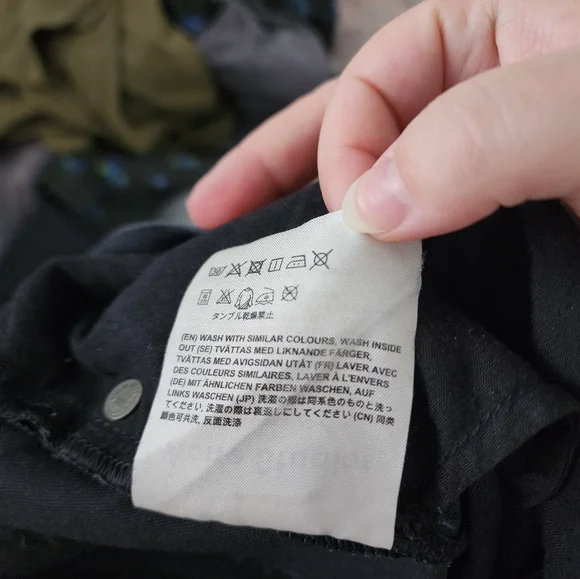 タンブル乾燥禁止
(EN) WASH WITH SIMILAR COLOURS, WASH INSIDE
OUT (SE) TVÄTTAS MED LIKNANDE FÄRGER,
TVÄTTAS MED AVIGSIDAN UTÅT (FR) LAVER AVEC
DES COULEURS SIMILAIRES, LAVER À L'ENVERS
(DE) MIT ÄHNLICHEN FARBEN WASCHEN, AUF
LINKS WASCHEN (JP) 洗濯の際は同系色のものと洗っ
てください, 洗濯の際は裏返しにしてください (CN) 同类
颜色可共洗, 反面洗涤